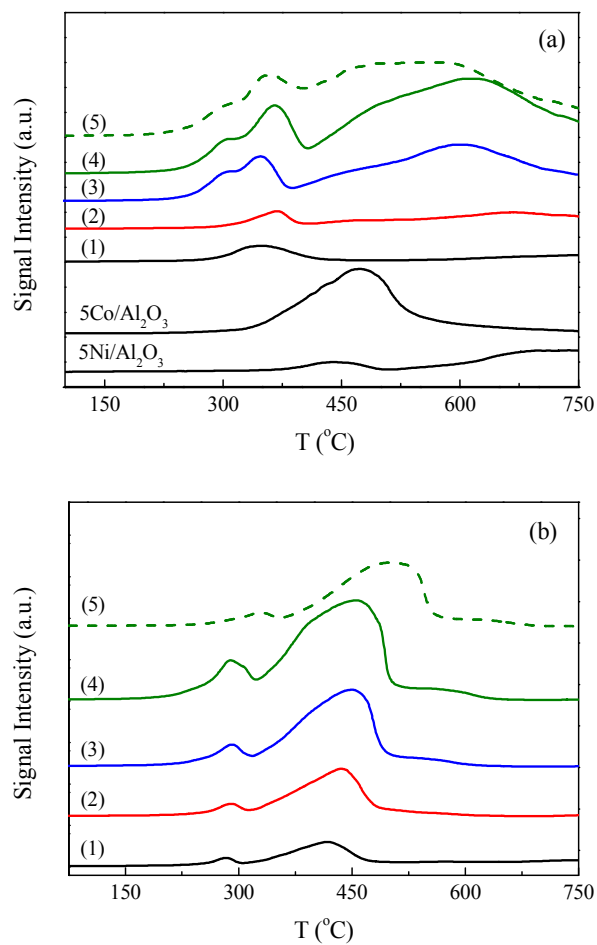 (a)
Signal Intensity (a.u.)
(5)
(4)
(3)
(2)
(1)
5Co/Al₂O₃
5Ni/Al₂O₃
150 300 450 600 750
T (°C)
(b)
Signal Intensity (a.u.)
(5)
(4)
(3)
(2)
(1)
150 300 450 600 750
T (°C)